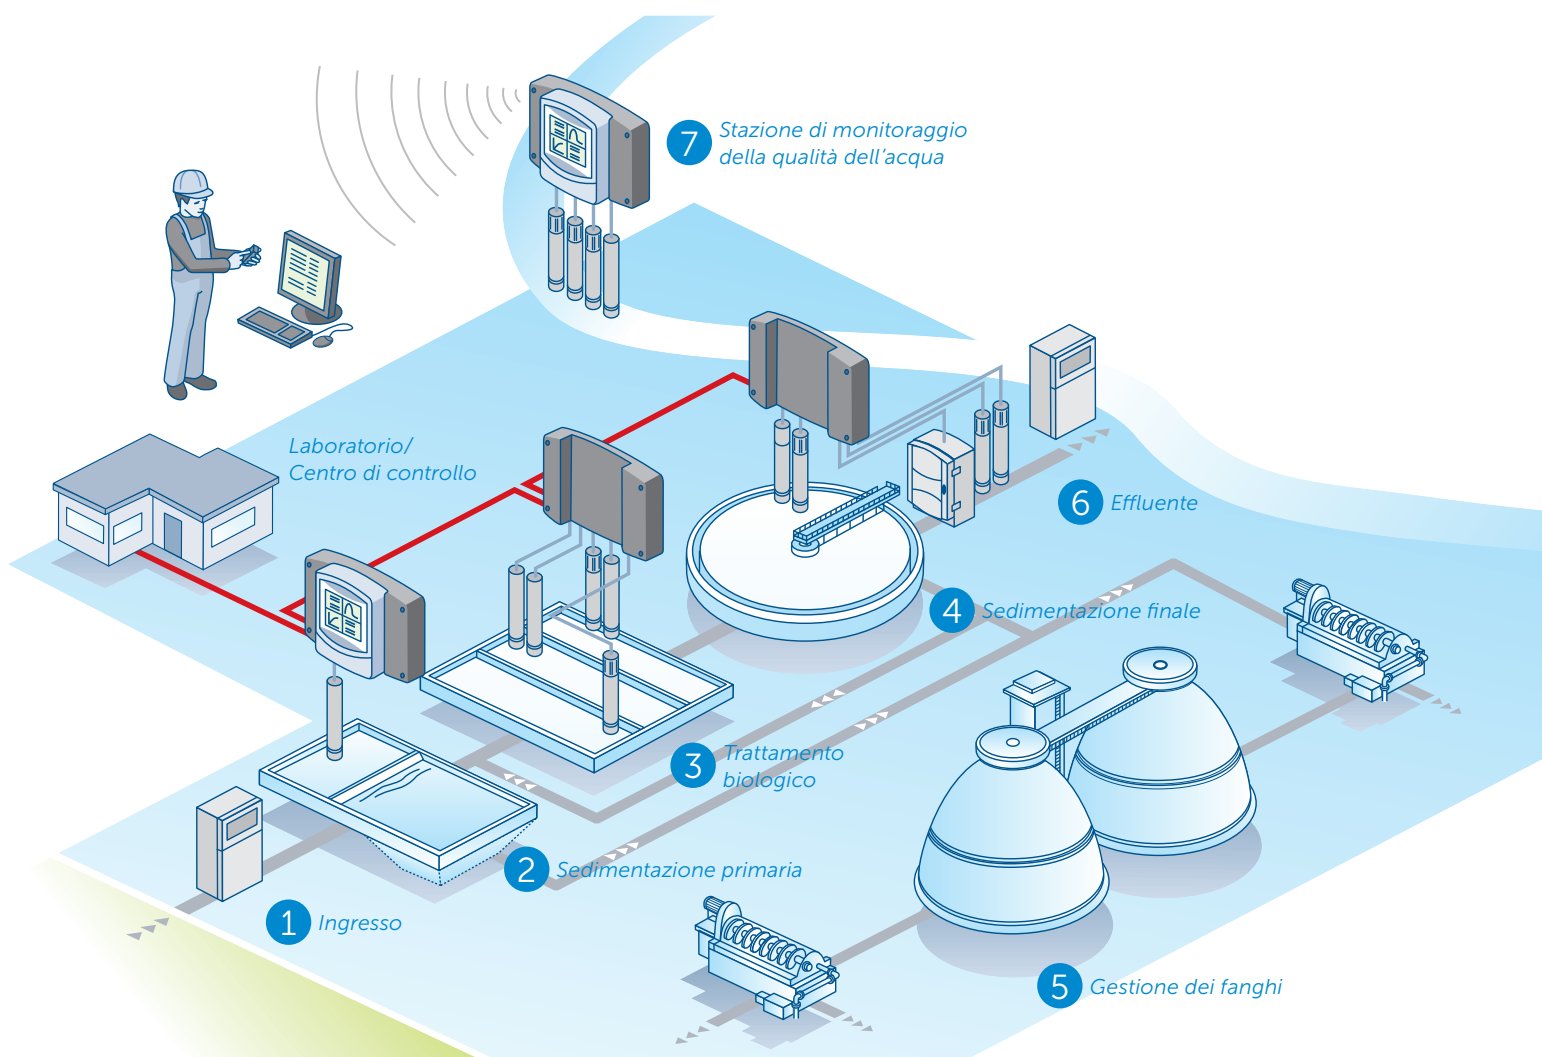 7
Stazione di monitoraggio
della qualità dell’acqua
Laboratorio/
Centro di controllo
6
Effluente
4
Sedimentazione finale
3
Trattamento
biologico
2
Sedimentazione primaria
1
Ingresso
5
Gestione dei fanghi